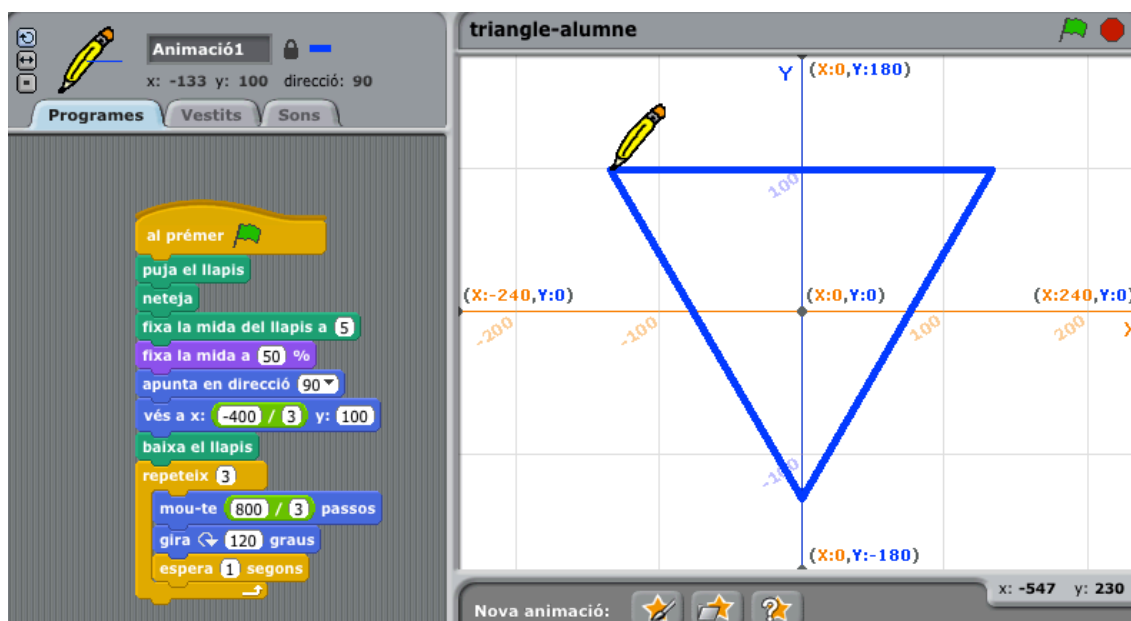 Animació1
x: -133 y: 100 direcció: 90
Programes Vestits Sons
al prémer
puja el llapis
neteja
fixa la mida del llapis a 5
fixa la mida a 50 %
apunta en direcció 90
vés a x: -400 / 3 y: 100
baixa el llapis
repeteix 3
mou-te 800 / 3 passos
gira 120 graus
espera 1 segons
triangle-alumne
Y (X:0,Y:180)
100
(X:-240,Y:0) (X:0,Y:0) (X:240,Y:0)
-200 -100 100 200 X
-100
(X:0,Y:-180)
x: -547 y: 230
Nova animació: